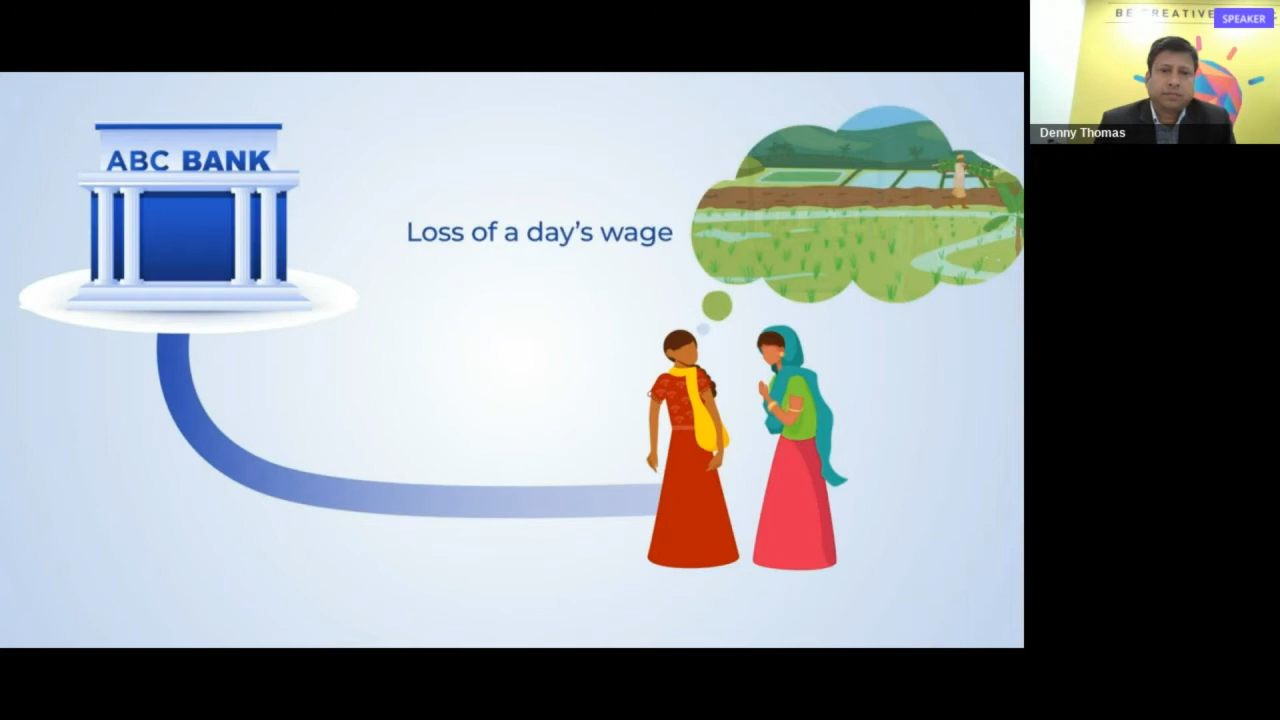 ABC BANK
Loss of a day's wage
BE CREATIVE
SPEAKER
Denny Thomas